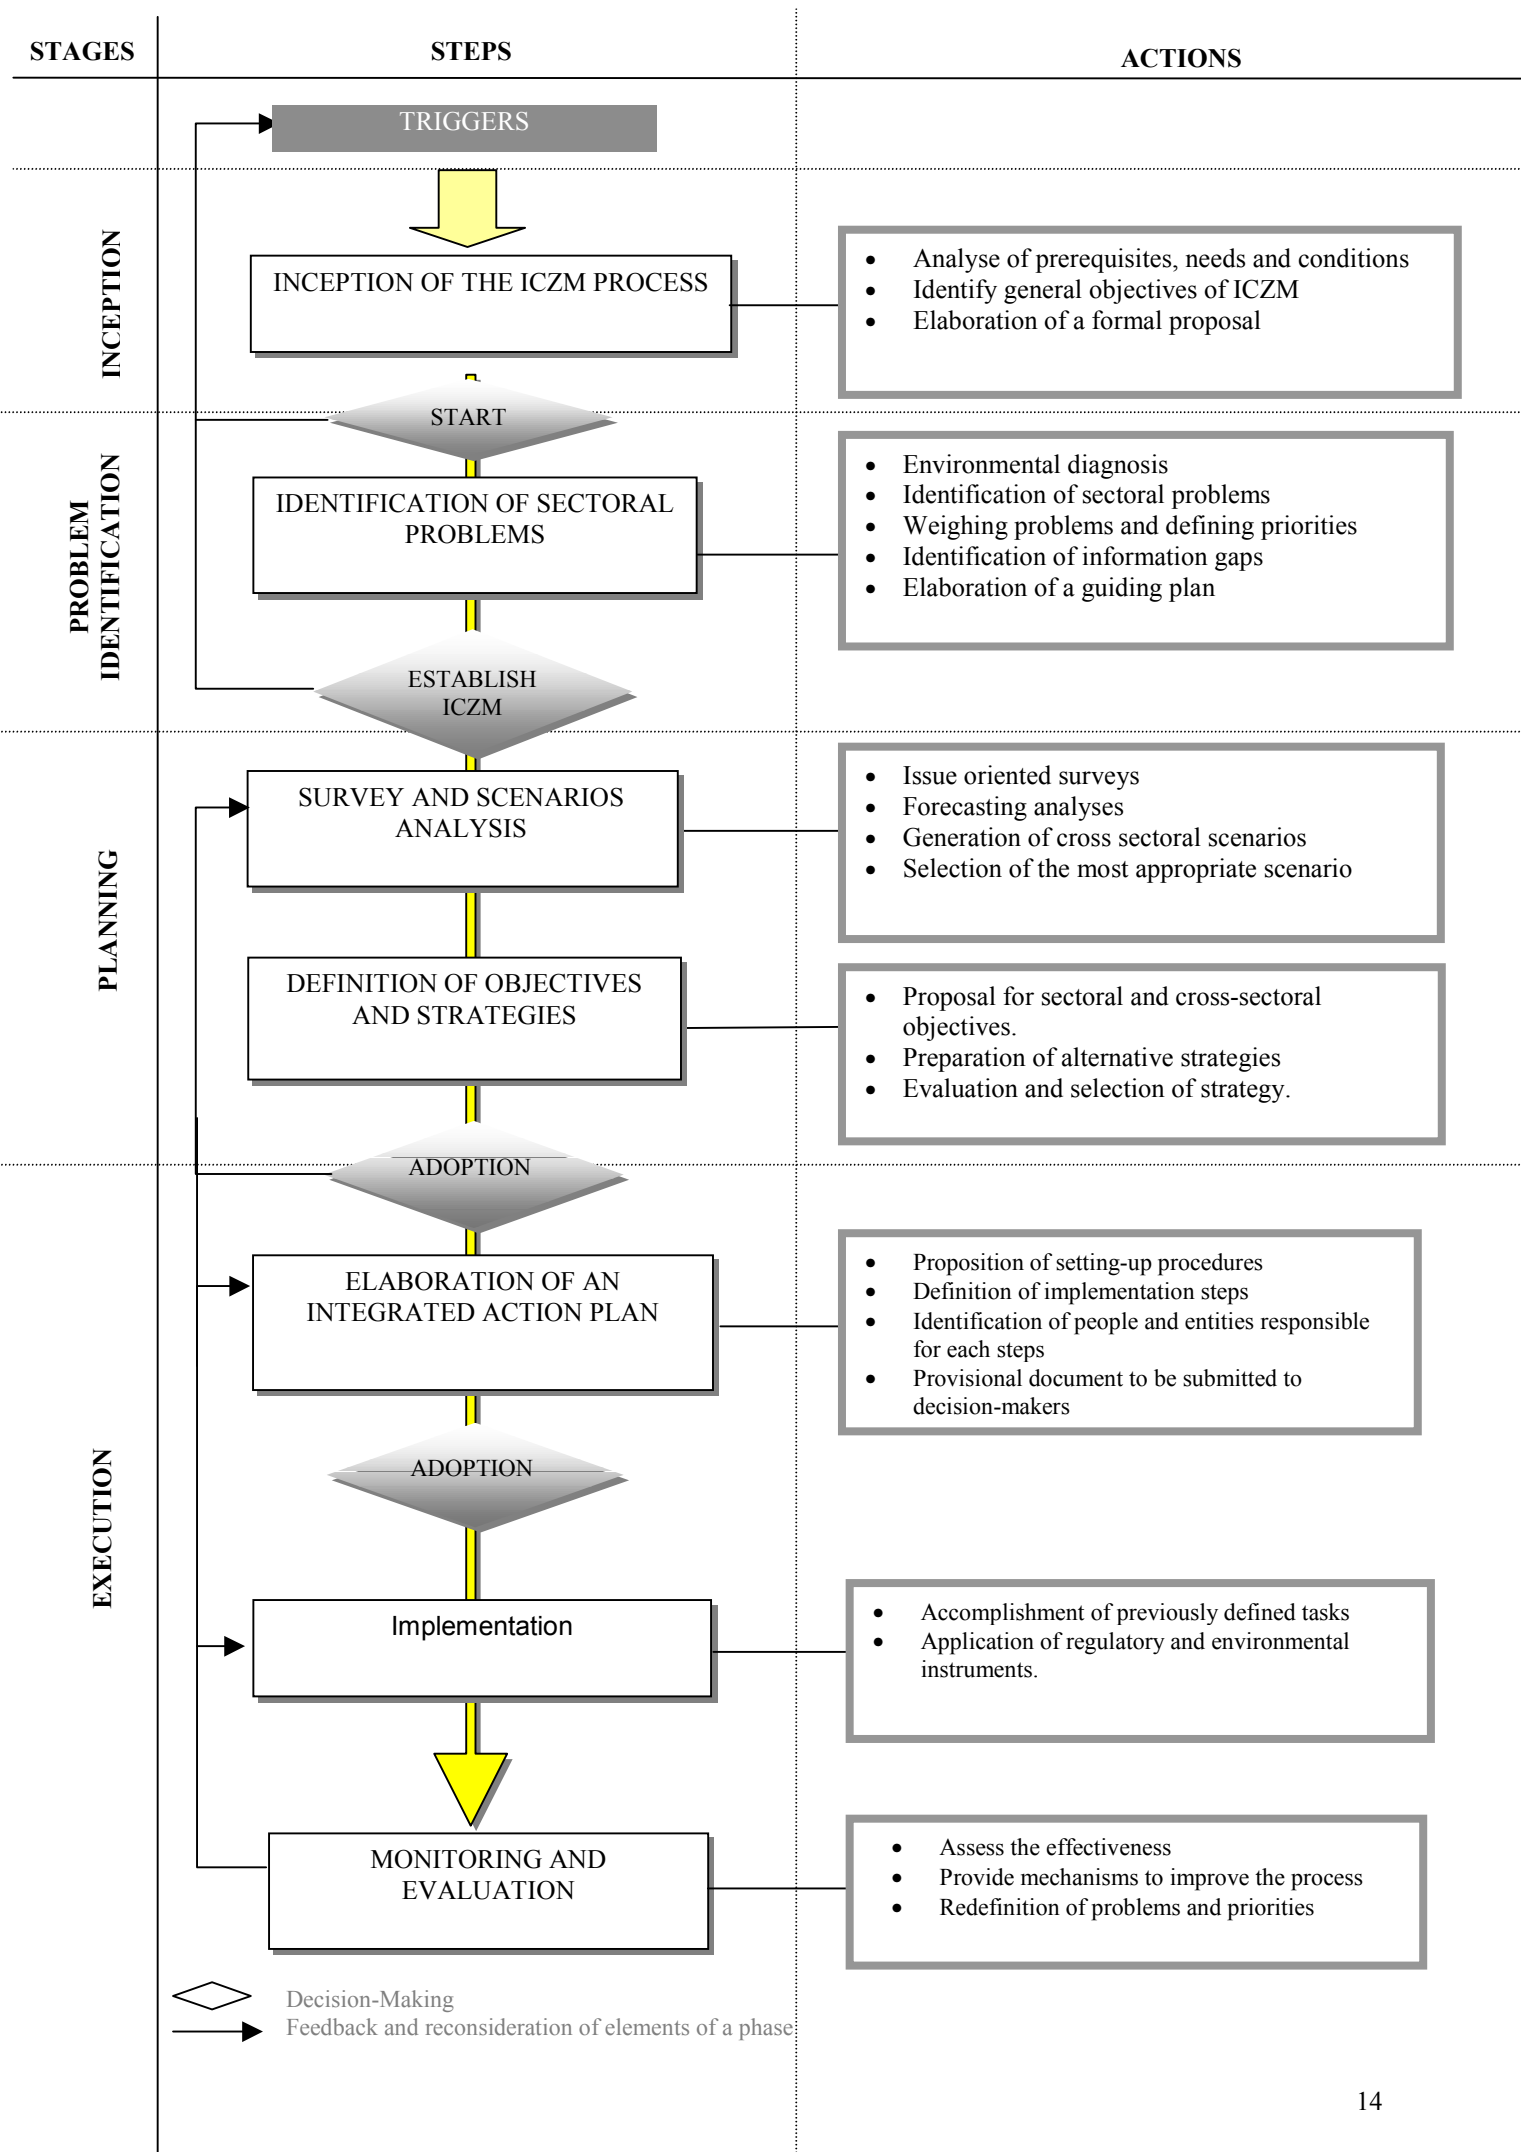 STAGES
STEPS
ACTIONS
TRIGGERS
INCEPTION
INCEPTION OF THE ICZM PROCESS
• Analyse of prerequisites, needs and conditions
• Identify general objectives of ICZM
• Elaboration of a formal proposal
START
PROBLEM
IDENTIFICATION
IDENTIFICATION OF SECTORAL
PROBLEMS
• Environmental diagnosis
• Identification of sectoral problems
• Weighing problems and defining priorities
• Identification of information gaps
• Elaboration of a guiding plan
ESTABLISH
ICZM
PLANNING
SURVEY AND SCENARIOS
ANALYSIS
• Issue oriented surveys
• Forecasting analyses
• Generation of cross sectoral scenarios
• Selection of the most appropriate scenario
DEFINITION OF OBJECTIVES
AND STRATEGIES
• Proposal for sectoral and cross-sectoral
objectives.
• Preparation of alternative strategies
• Evaluation and selection of strategy.
ADOPTION
EXECUTION
ELABORATION OF AN
INTEGRATED ACTION PLAN
• Proposition of setting-up procedures
• Definition of implementation steps
• Identification of people and entities responsible
for each steps
• Provisional document to be submitted to
decision-makers
ADOPTION
Implementation
• Accomplishment of previously defined tasks
• Application of regulatory and environmental
instruments.
MONITORING AND
EVALUATION
• Assess the effectiveness
• Provide mechanisms to improve the process
• Redefinition of problems and priorities
Decision-Making
Feedback and reconsideration of elements of a phase
14